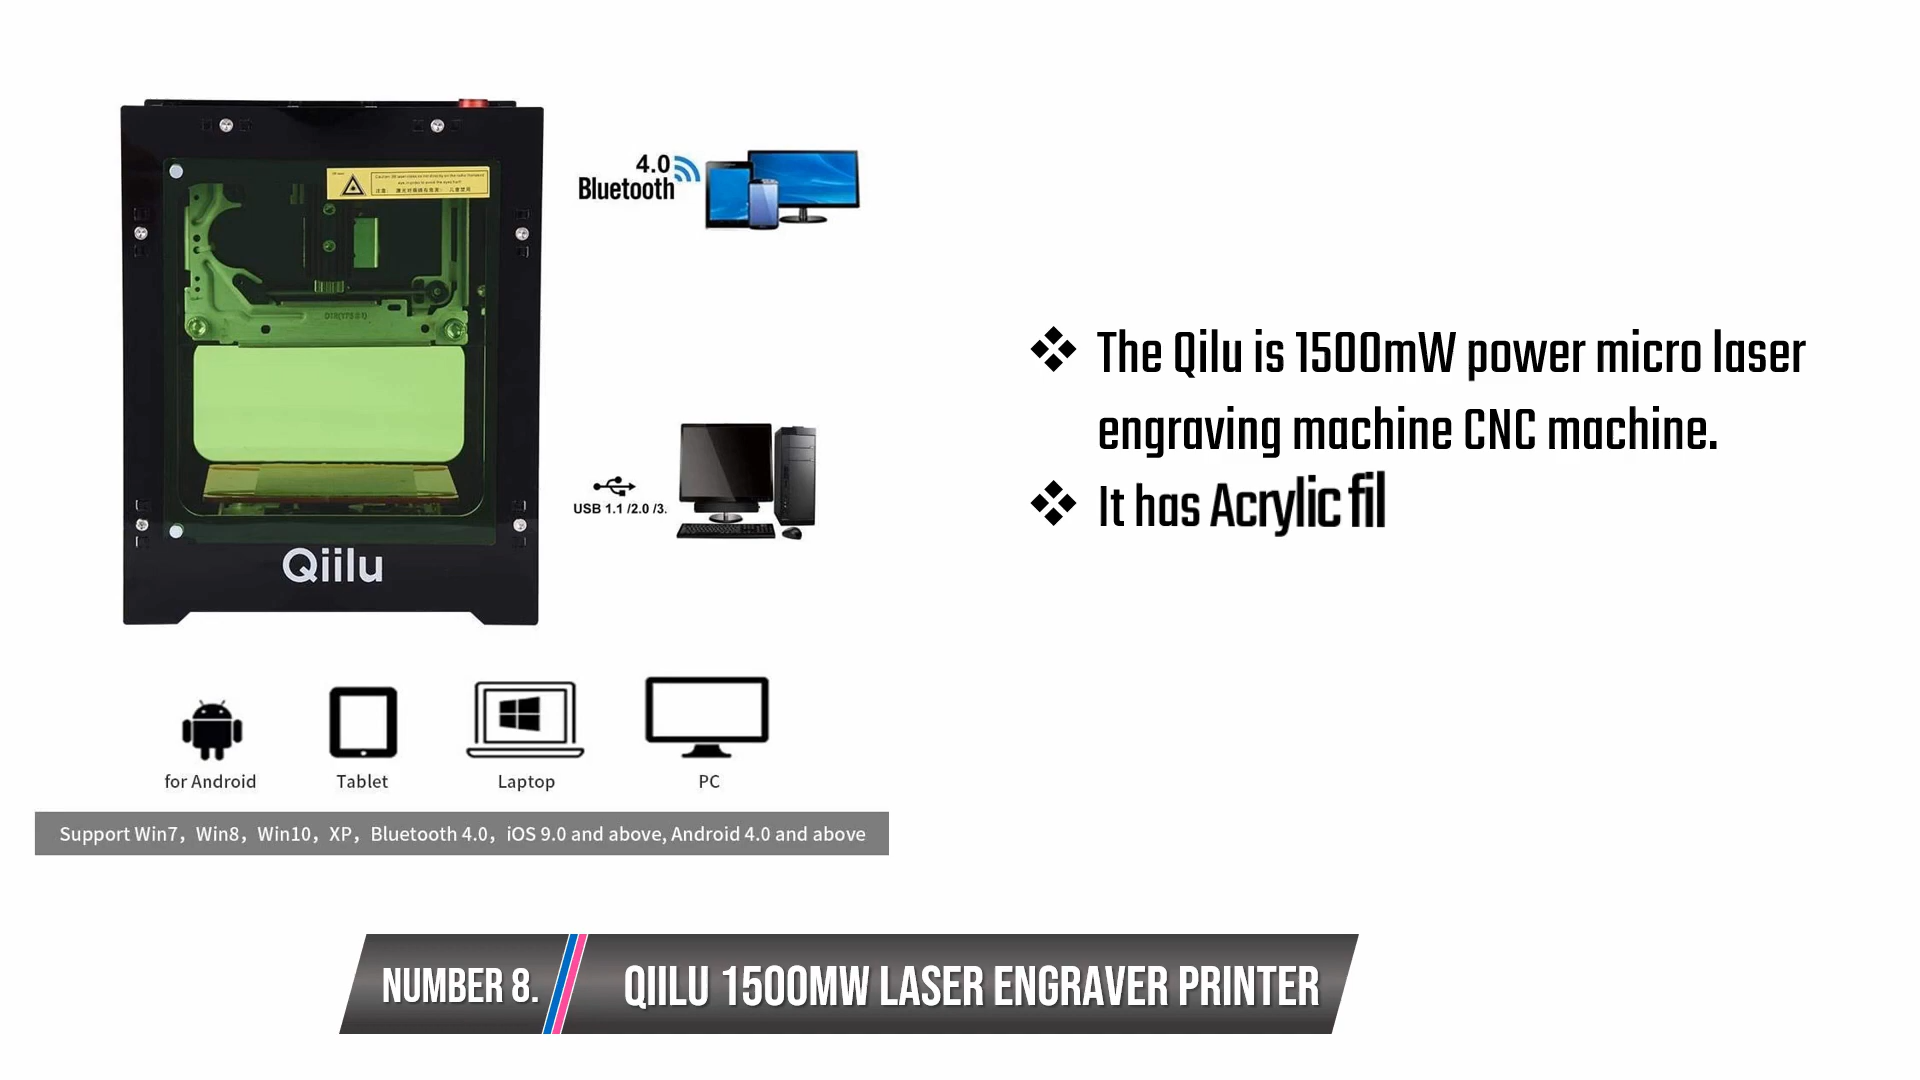 4.0
Bluetooth
USB 1.1 /2.0 /3.
Qiilu
for Android
Tablet
Laptop
PC
Support Win7, Win8, Win10, XP, Bluetooth 4.0, iOS 9.0 and above, Android 4.0 and above
The Qilu is 1500mW power micro laser
engraving machine CNC machine.
It has Acrylic fil
NUMBER 8.
QIILU 1500MW LASER ENGRAVER PRINTER